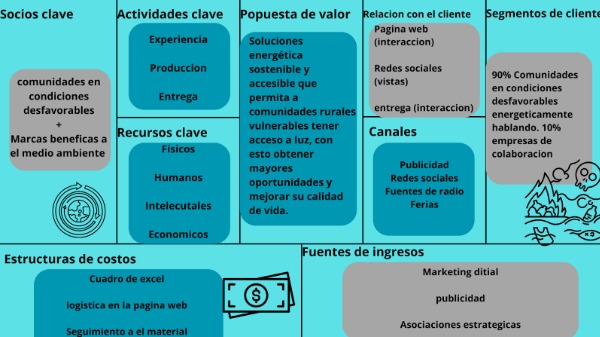 Socios clave
comunidades en
condiciones
desfavorables
+
Marcas beneficas a
el medio ambiente
Actividades clave
Experiencia
Produccion
Entrega
Recursos clave
Fisicos
Humanos
Intelecutales
Economicos
Popuesta de valor
Soluciones
energética
sostenible y
accesible que
permita a
comunidades rurales
vulnerables tener
acceso a luz, con
esto obtener
mayores
oportunidades y
mejorar su calidad
de vida.
Relacion con el cliente
Pagina web
(interaccion)
Redes sociales
(vistas)
entrega (interaccion)
Canales
Publicidad
Redes sociales
Fuentes de radio
Ferias
Segmentos de cliente
90% Comunidades
en condiciones
desfavorables
energeticamente
hablando. 10%
empresas de
colaboracion
Estructuras de costos
Cuadro de excel
logistica en la pagina web
Seguimiento a el material
$
Fuentes de ingresos
Marketing ditial
publicidad
Asociaciones estrategicas